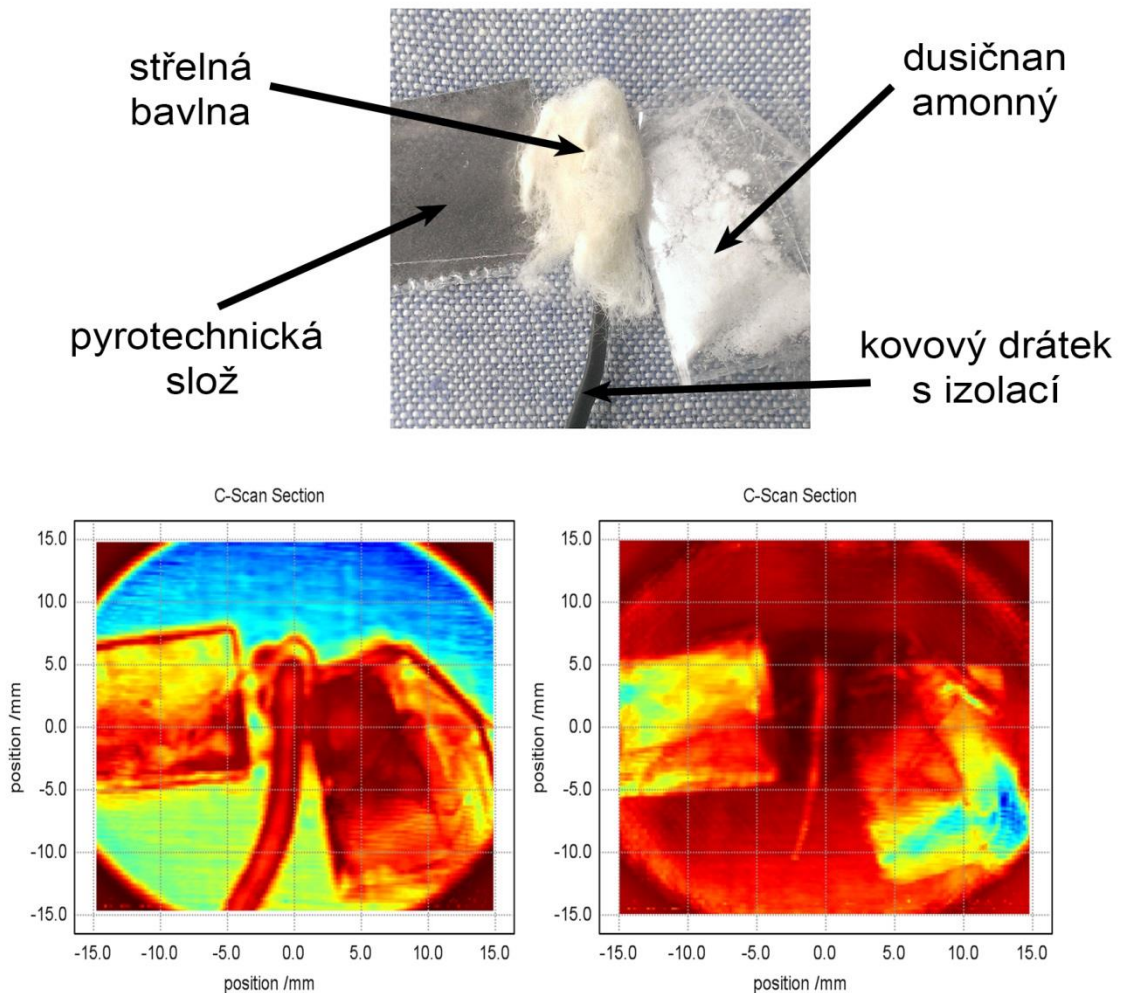 střelná
bavlna
dusičnan
amonný
pyrotechnická
slož
kovový drátek
s izolací
C-Scan Section
15.0
10.0
5.0
0.0
-5.0
-10.0
-15.0
position /mm
-15.0 -10.0 -5.0 0.0 5.0 10.0 15.0
position /mm
C-Scan Section
15.0
10.0
5.0
0.0
-5.0
-10.0
-15.0
position /mm
-15.0 -10.0 -5.0 0.0 5.0 10.0 15.0
position /mm